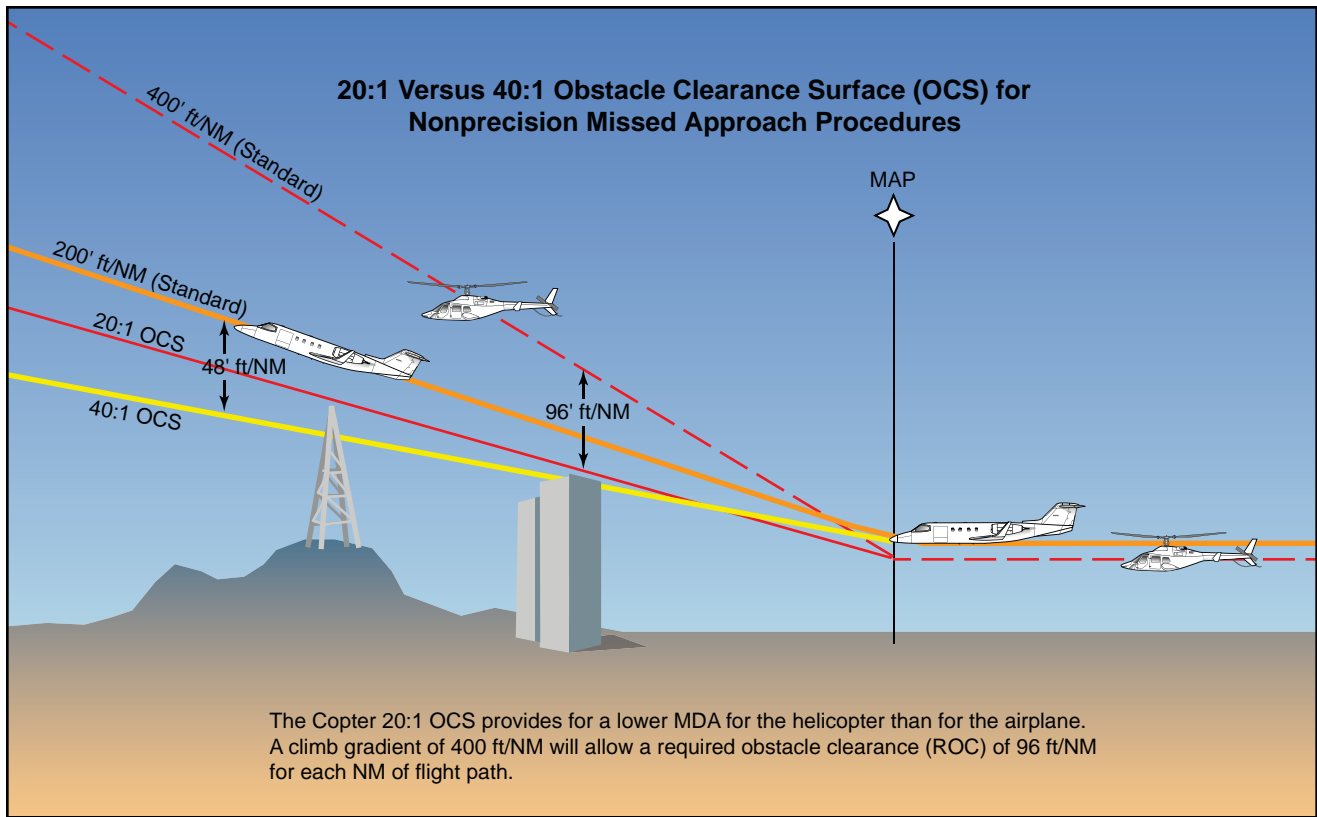 20:1 Versus 40:1 Obstacle Clearance Surface (OCS) for
Nonprecision Missed Approach Procedures
400' ft/NM (Standard)
MAP
200' ft/NM (Standard)
20:1 OCS
48' ft/NM
40:1 OCS
96' ft/NM
The Copter 20:1 OCS provides for a lower MDA for the helicopter than for the airplane.
A climb gradient of 400 ft/NM will allow a required obstacle clearance (ROC) of 96 ft/NM
for each NM of flight path.